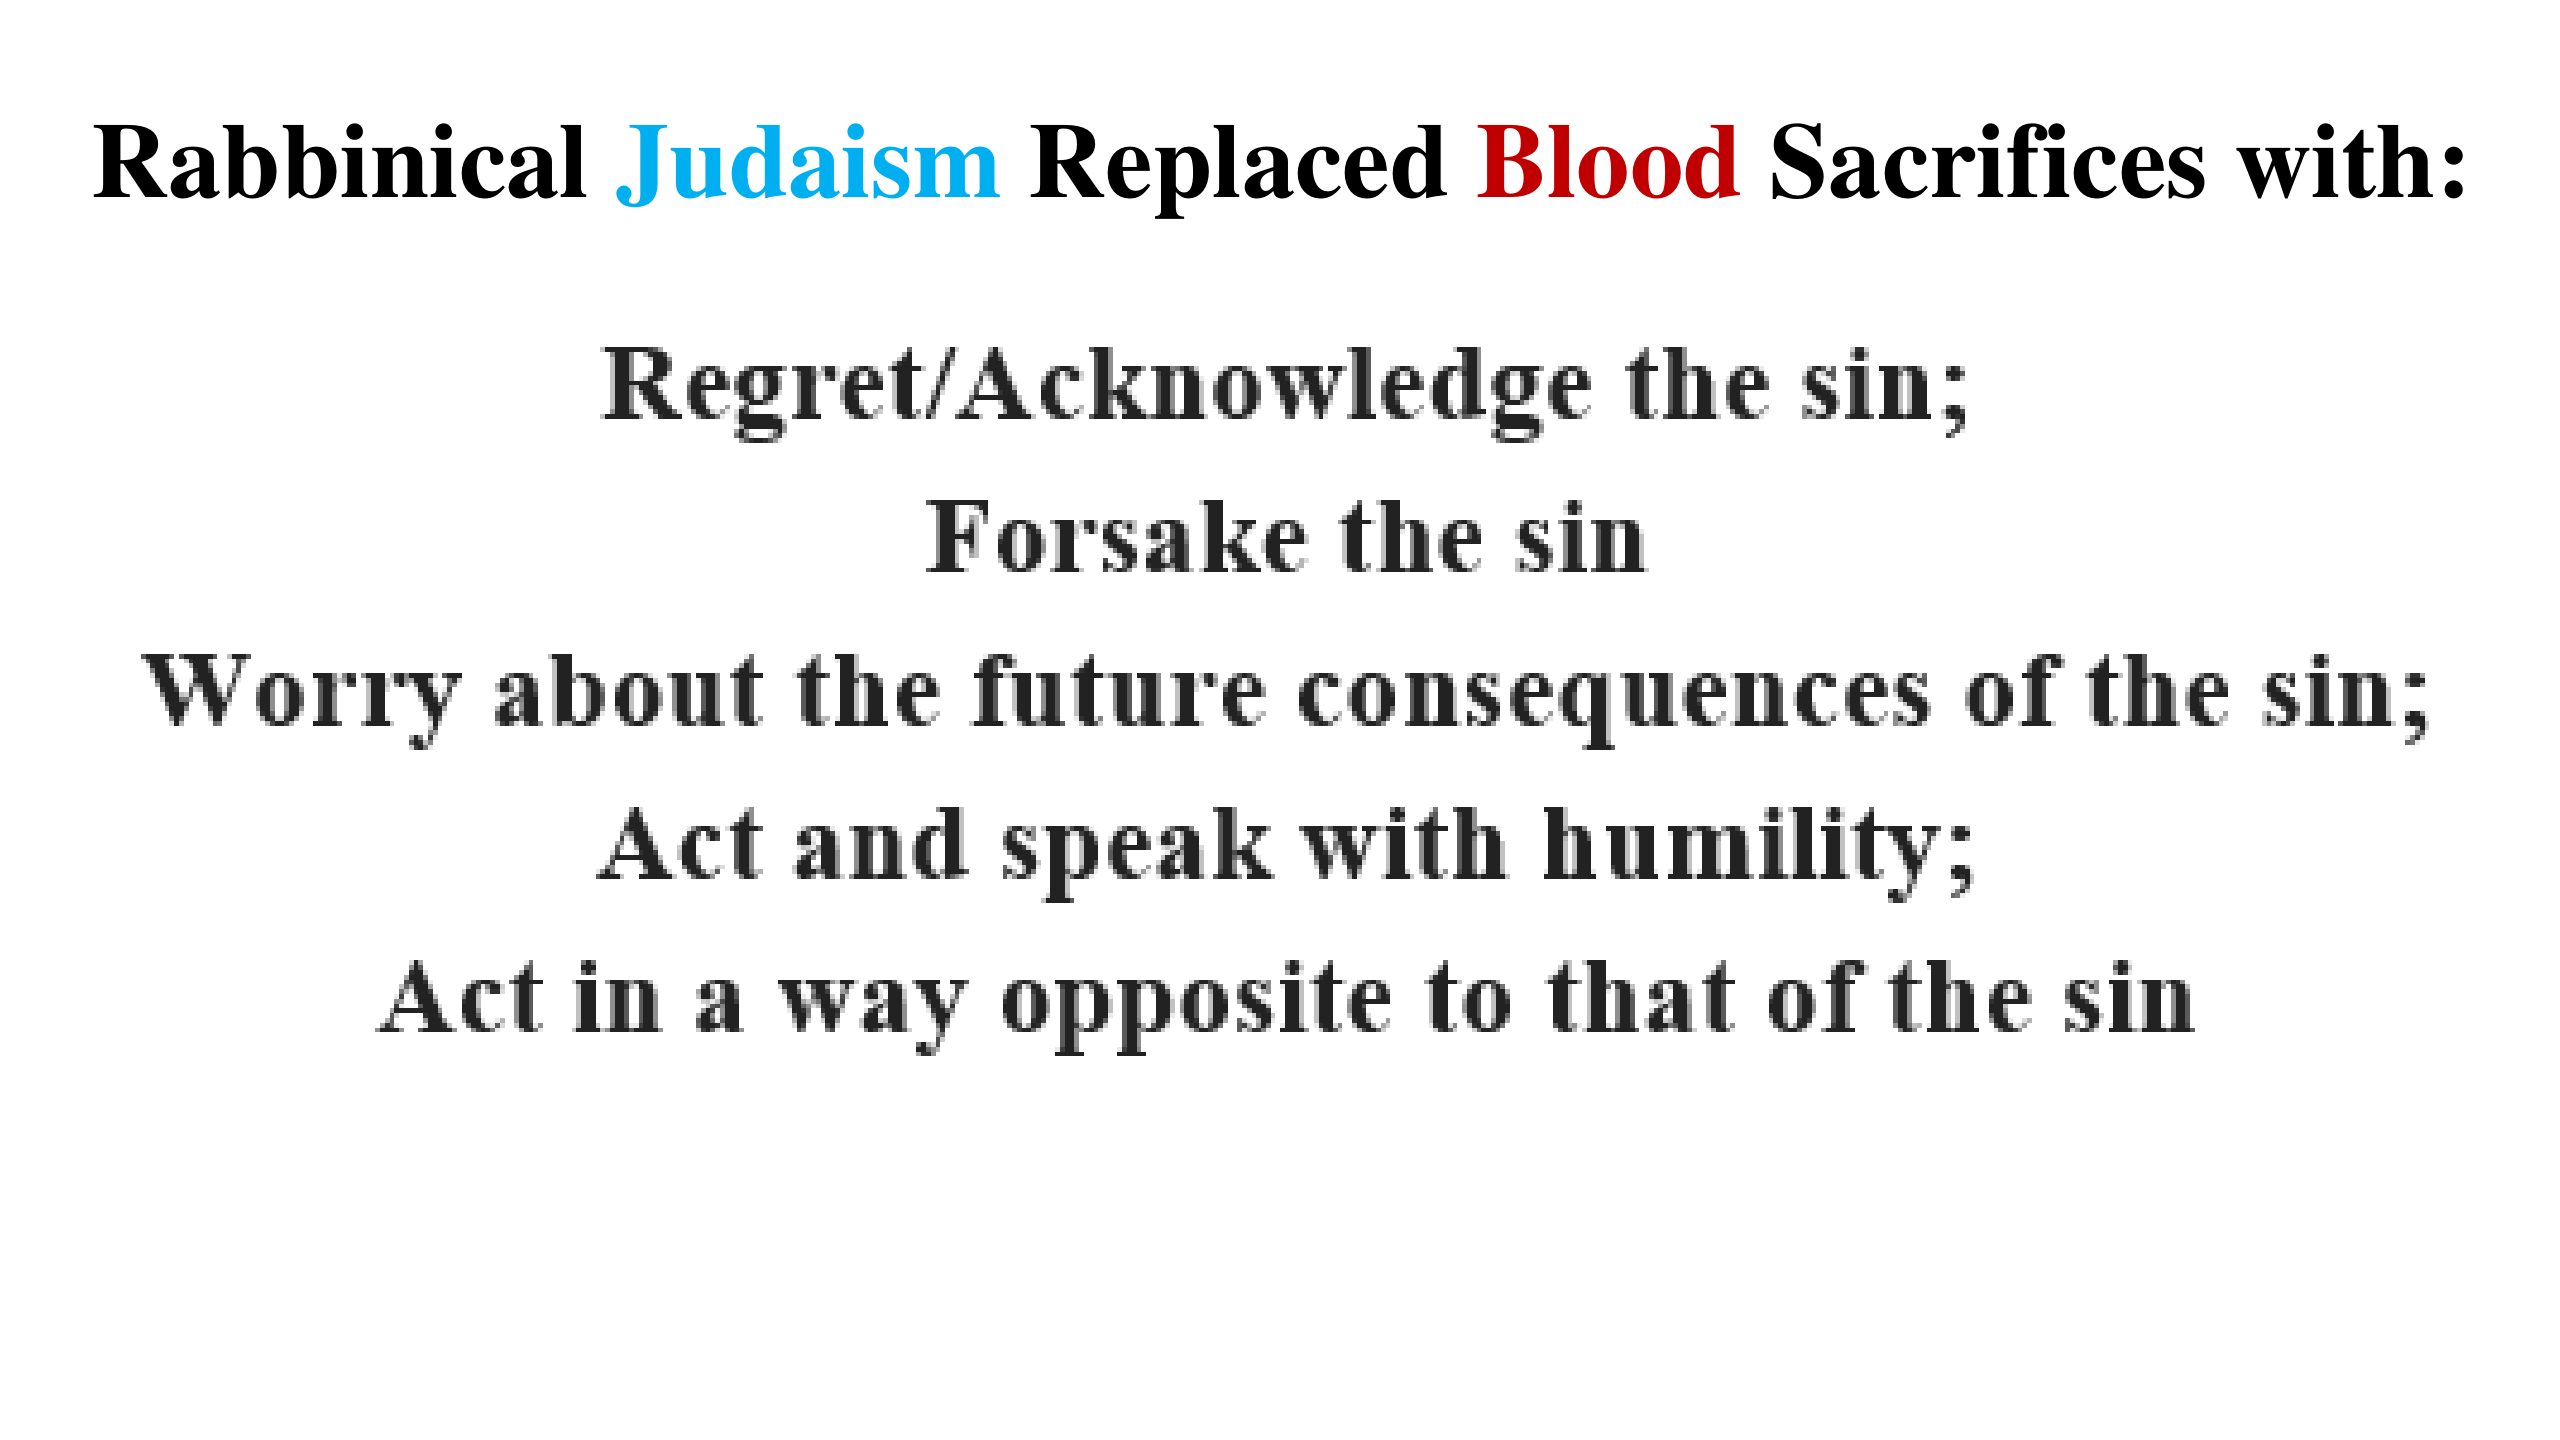 Rabbinical Judaism Replaced Blood Sacrifices with:
Regret/Acknowledge the sin;
Forsake the sin
Worry about the future consequences of the sin;
Act and speak with humility;
Act in a way opposite to that of the sin